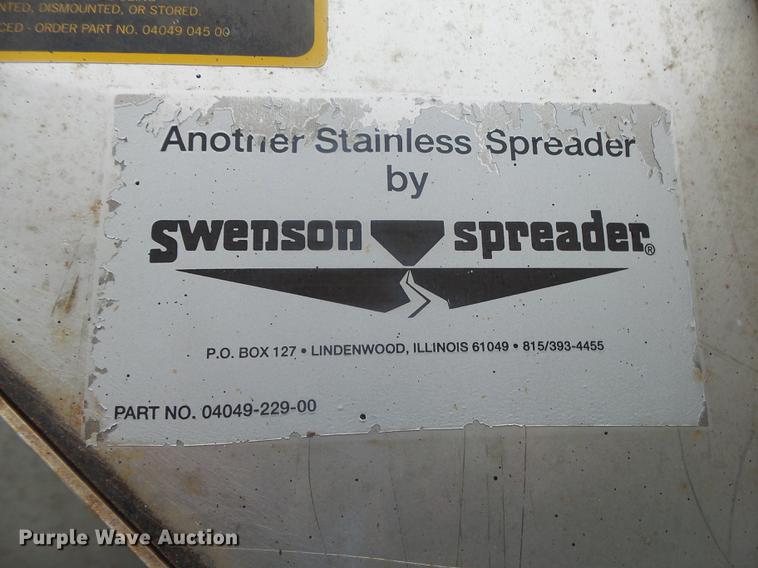 NTED, DISMOUNTED, OR STORED.
CED - ORDER PART NO. 04049 045 00
Another Stainless Spreader
by
Swenson spreader®
P.O. BOX 127 • LINDENWOOD, ILLINOIS 61049 • 815/393-4455
PART NO. 04049-229-00
Purple Wave Auction